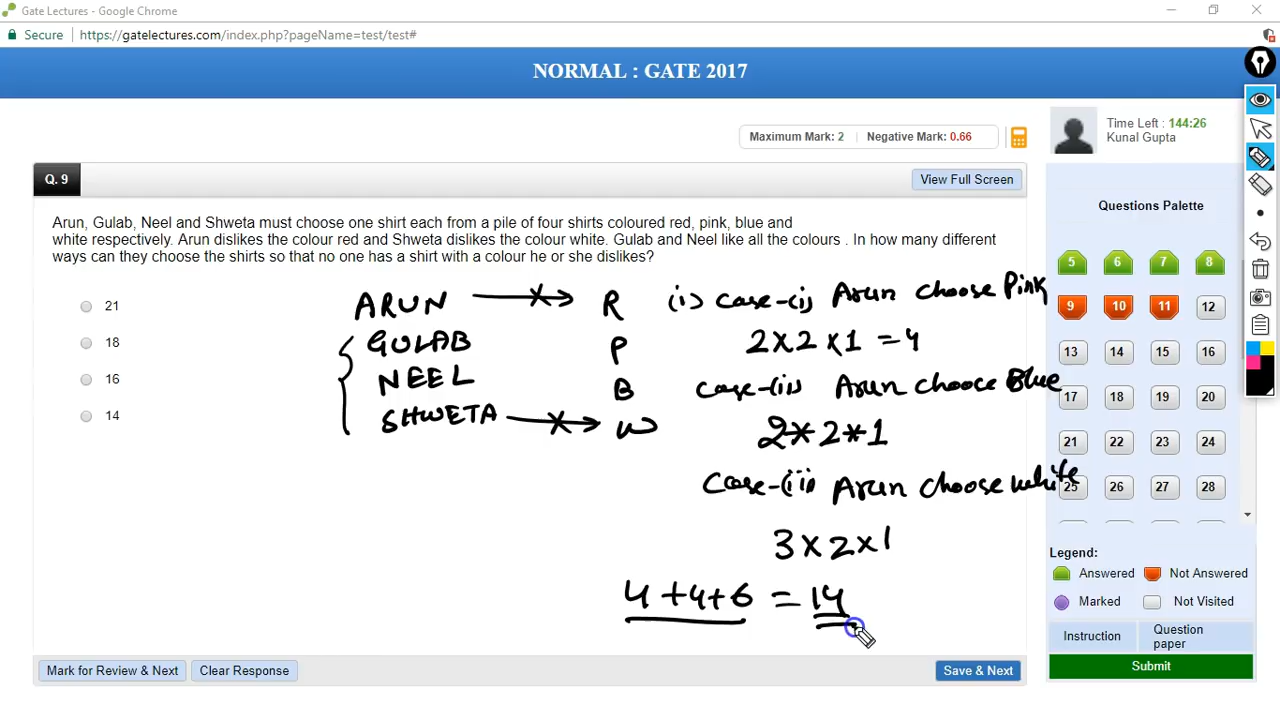 Gate Lectures - Google Chrome
Secure https://gatelectures.com/index.php?pageName=test/test#
NORMAL : GATE 2017
Maximum Mark: 2 Negative Mark: 0.66
Time Left : 144:26
Kunal Gupta
Q. 9
View Full Screen
Arun, Gulab, Neel and Shweta must choose one shirt each from a pile of four shirts coloured red, pink, blue and
white respectively. Arun dislikes the colour red and Shweta dislikes the colour white. Gulab and Neel like all the colours . In how many different
ways can they choose the shirts so that no one has a shirt with a colour he or she dislikes?
21
18
16
14
ARUN R
GULAB P
NEEL B
SHWETA W
(i) case-(i) Arun choose Pink
2×2×1 =4
case-(ii) Arun choose Blue
2*2*1
Case-(iii) Arun choose white
3×2×1
4+4+6 = 14
Questions Palette
5 6 7 8
9 10 11 12
13 14 15 16
17 18 19 20
21 22 23 24
25 26 27 28
Legend:
Answered Not Answered
Marked Not Visited
Instruction Question paper
Submit
Mark for Review & Next Clear Response Save & Next